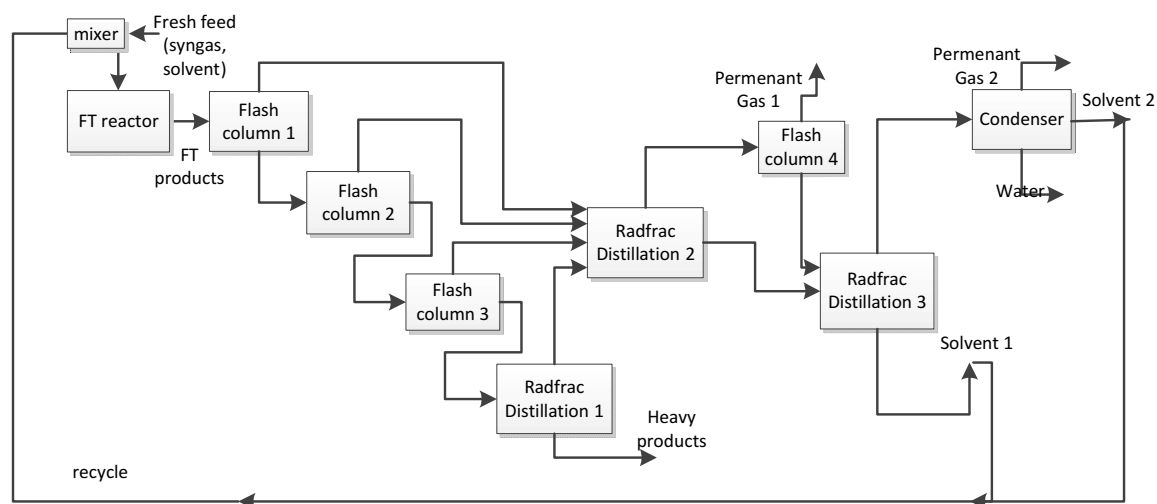 mixer
Fresh feed
(syngas,
solvent)
FT reactor
FT
products
Flash
column 1
Flash
column 2
Flash
column 3
Radfrac
Distillation 1
Heavy
products
Radfrac
Distillation 2
Permenant
Gas 1
Flash
column 4
Radfrac
Distillation 3
Permenant
Gas 2
Condenser
Solvent 2
Water
Solvent 1
recycle